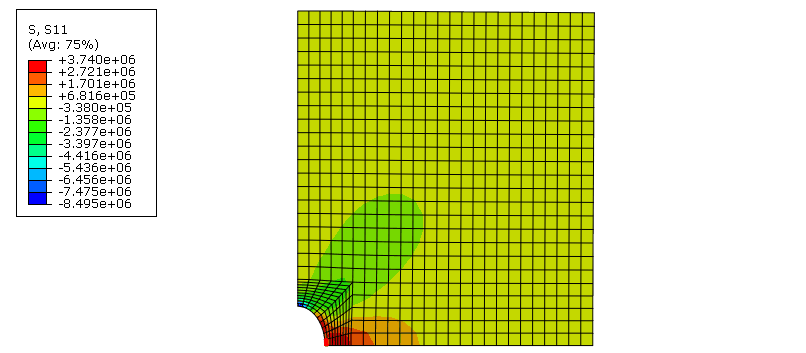 S, S11
(Avg: 75%)
+3.740e+06
+2.721e+06
+1.701e+06
+6.816e+05
-3.380e+05
-1.358e+06
-2.377e+06
-3.397e+06
-4.416e+06
-5.436e+06
-6.456e+06
-7.475e+06
-8.495e+06